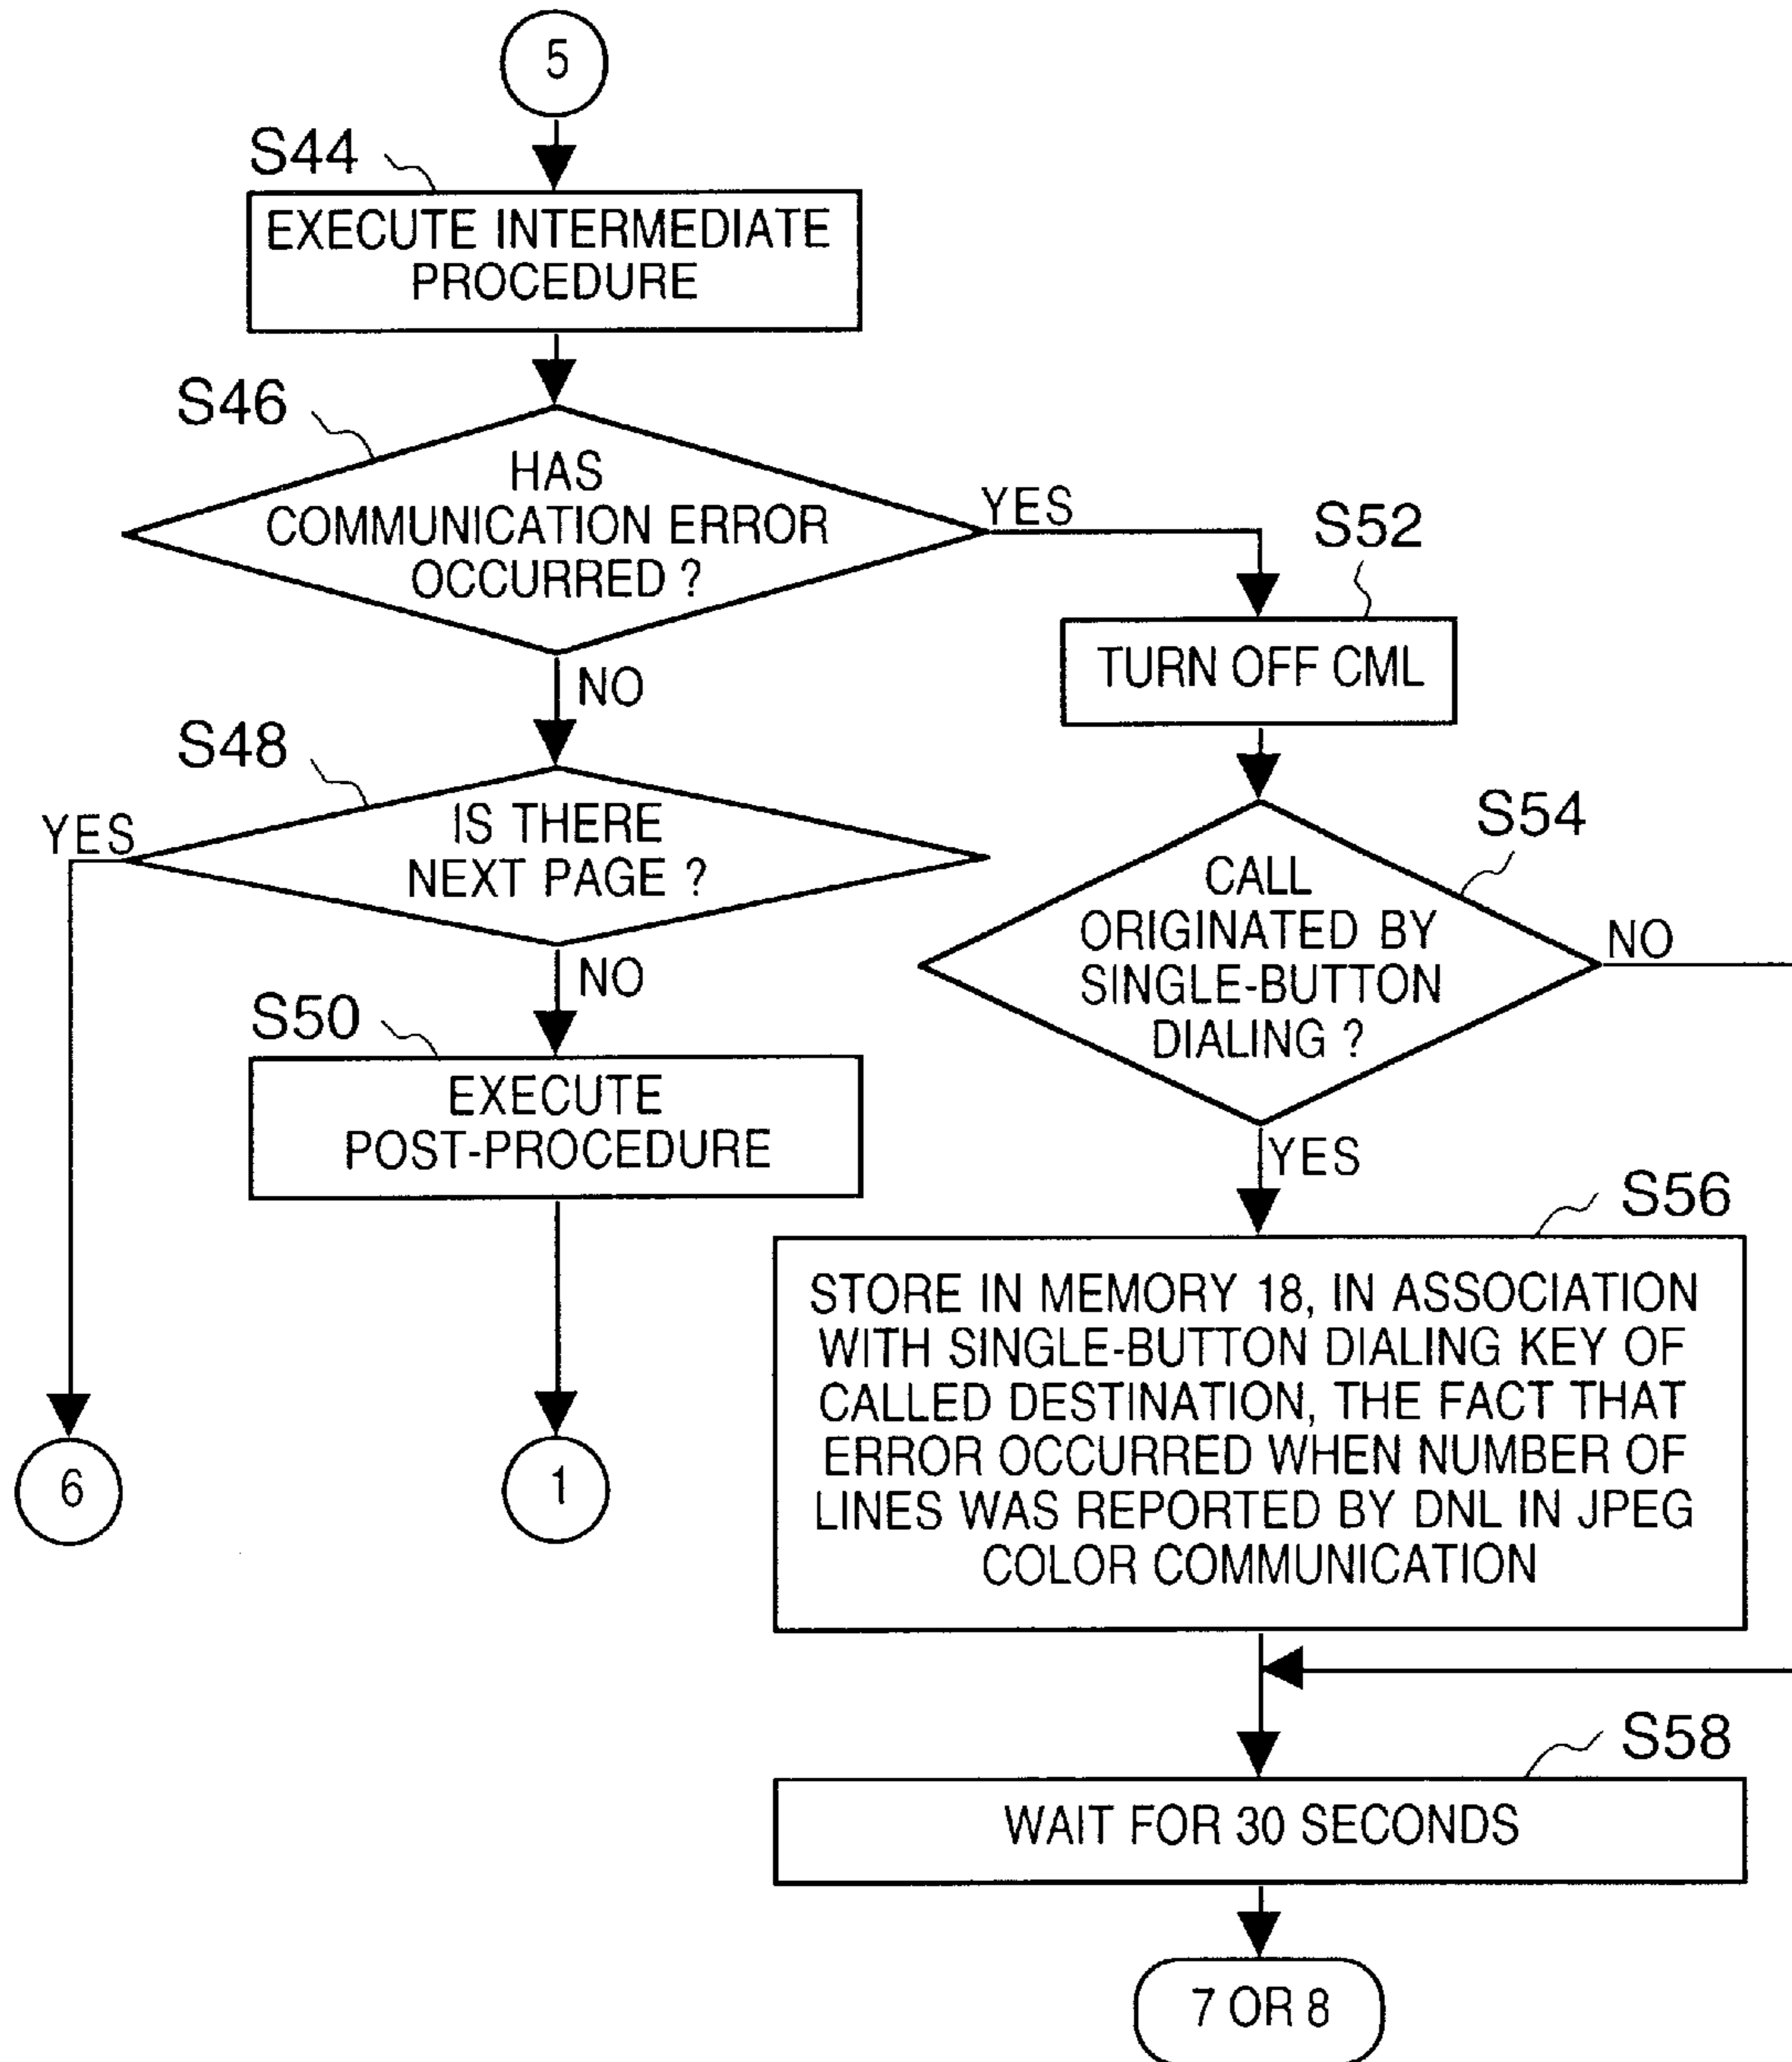 5
S44
EXECUTE INTERMEDIATE
PROCEDURE
S46
HAS
COMMUNICATION ERROR
OCCURRED ?
YES
NO
S48
IS THERE
NEXT PAGE ?
YES
NO
S50
EXECUTE
POST-PROCEDURE
6
1
S52
TURN OFF CML
S54
CALL
ORIGINATED BY
SINGLE-BUTTON
DIALING ?
NO
YES
S56
STORE IN MEMORY 18, IN ASSOCIATION
WITH SINGLE-BUTTON DIALING KEY OF
CALLED DESTINATION, THE FACT THAT
ERROR OCCURRED WHEN NUMBER OF
LINES WAS REPORTED BY DNL IN JPEG
COLOR COMMUNICATION
S58
WAIT FOR 30 SECONDS
7 OR 8